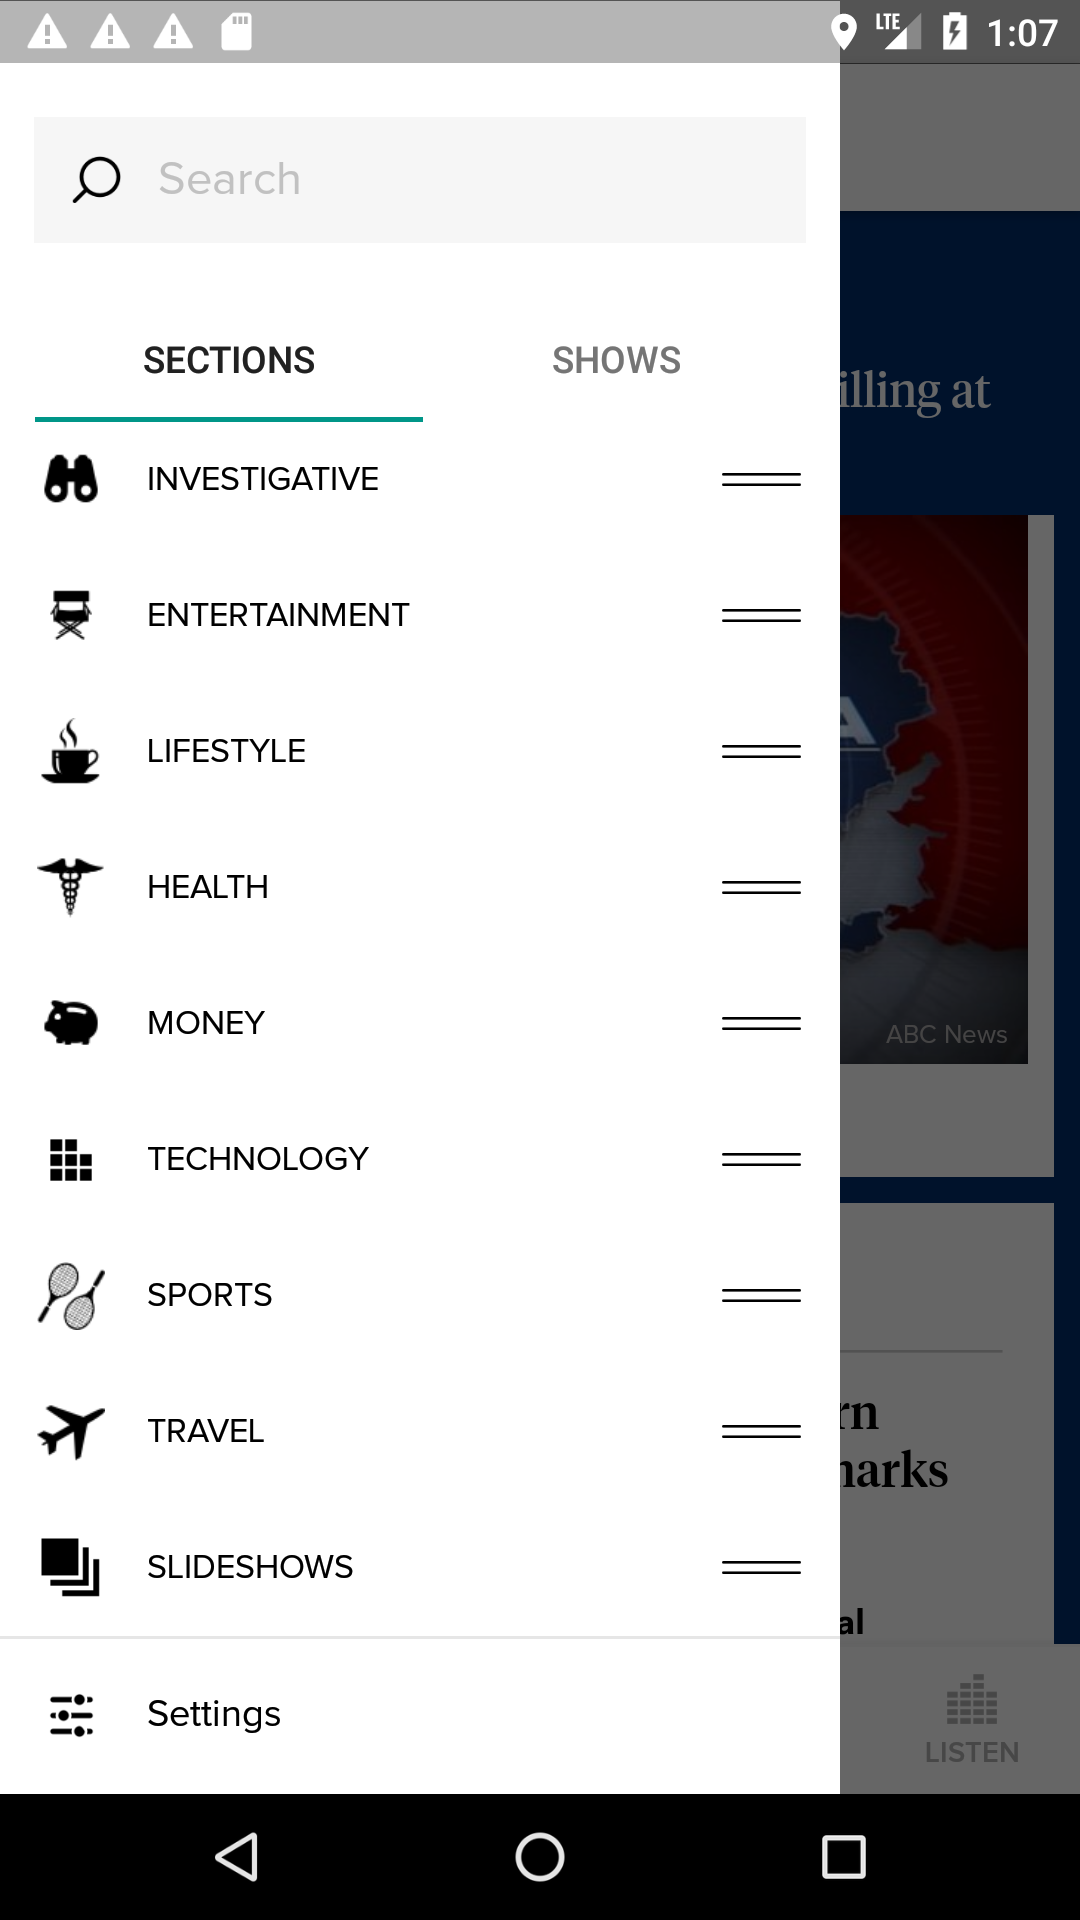 LTE 1:07
Search
SECTIONS SHOWS
INVESTIGATIVE
ENTERTAINMENT
LIFESTYLE
HEALTH
MONEY
ABC News
TECHNOLOGY
SPORTS
TRAVEL
SLIDESHOWS
Settings
illing at
A
rn
narks
al
LISTEN